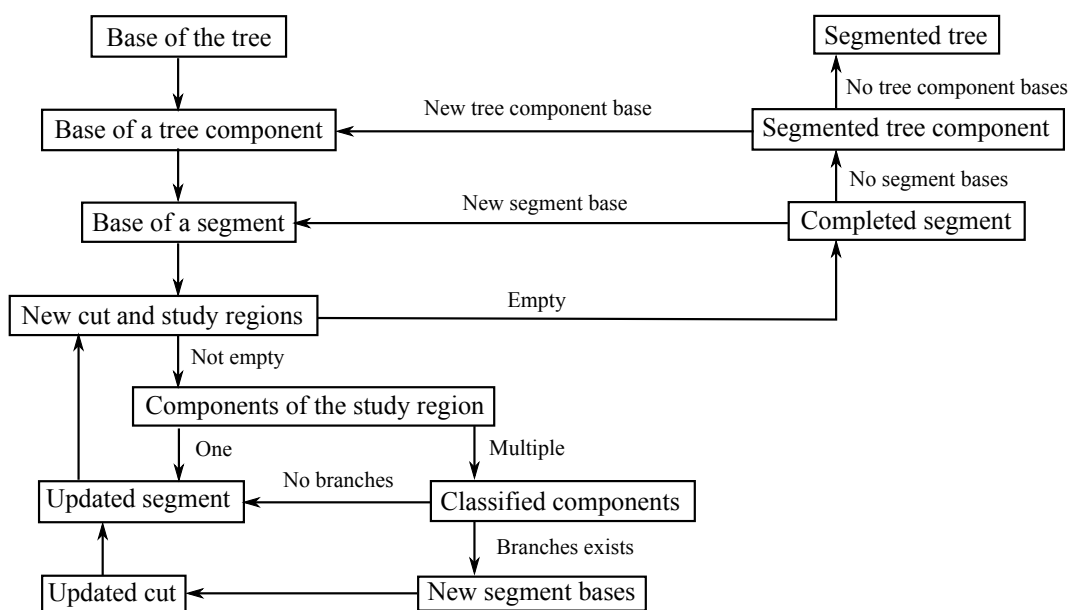 Base of the tree
Segmented tree
No tree component bases
New tree component base
Base of a tree component
Segmented tree component
No segment bases
New segment base
Base of a segment
Completed segment
Empty
New cut and study regions
Not empty
Components of the study region
One
Multiple
No branches
Updated segment
Classified components
Branches exists
Updated cut
New segment bases